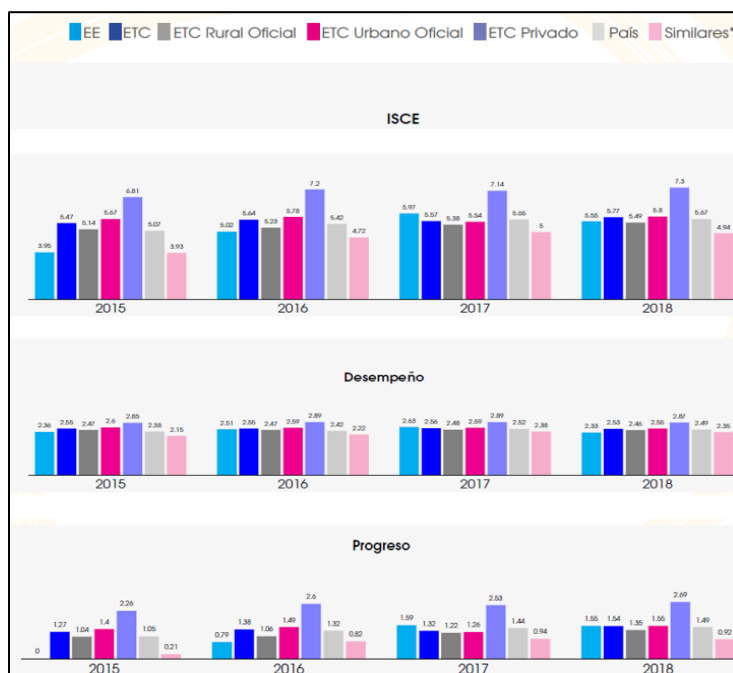 EE ETC ETC Rural Oficial ETC Urbano Oficial ETC Privado País Similares*
ISCE
3.95 5.47 5.14 5.67 6.81 5.07 3.93
5.02 5.64 5.23 5.78 7.2 5.42 4.72
5.97 5.57 5.38 5.54 7.14 5.65 5
5.55 5.77 5.49 5.8 7.3 5.67 4.94
2015 2016 2017 2018
Desempeño
2.36 2.55 2.47 2.6 2.85 2.38 2.15
2.51 2.55 2.47 2.59 2.89 2.42 2.22
2.63 2.56 2.48 2.59 2.89 2.52 2.38
2.33 2.53 2.46 2.55 2.87 2.49 2.35
2015 2016 2017 2018
Progreso
0 1.27 1.04 1.4 2.26 1.05 0.21
0.79 1.38 1.06 1.49 2.6 1.32 0.82
1.59 1.32 1.22 1.26 2.53 1.44 0.94
1.55 1.54 1.35 1.55 2.69 1.49 0.92
2015 2016 2017 2018